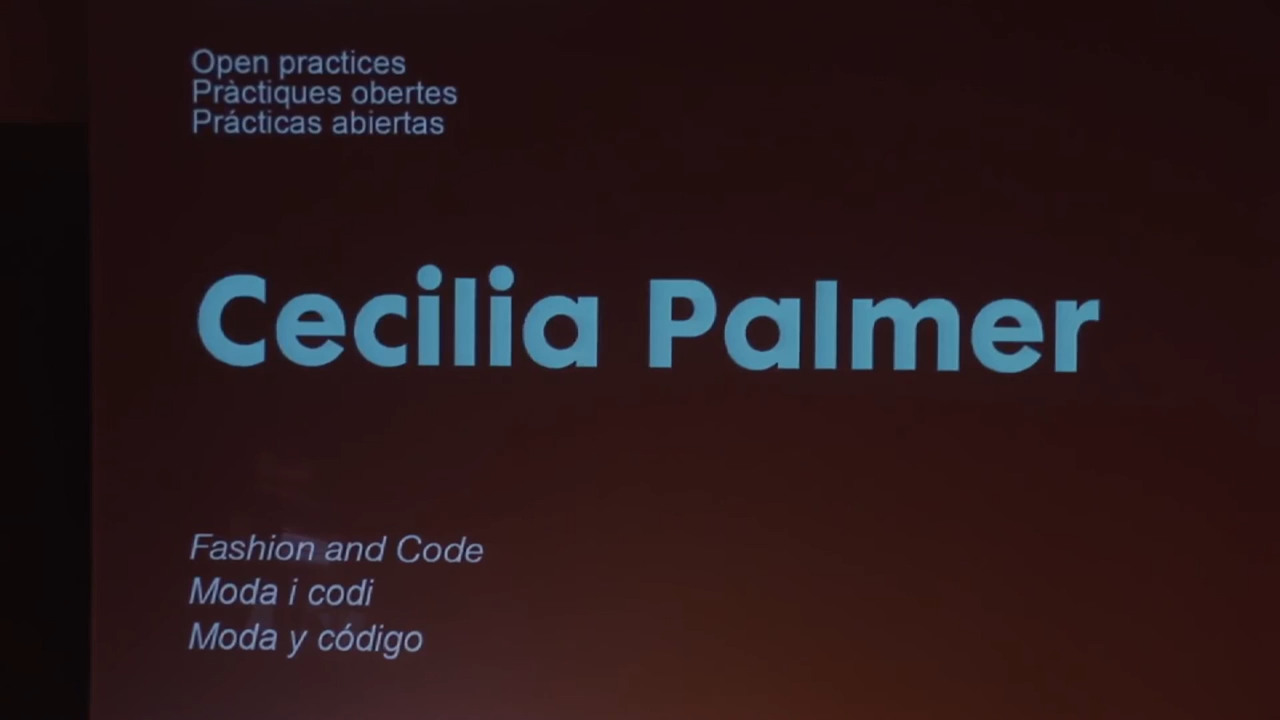 Open practices
Pràctiques obertes
Prácticas abiertas
Cecilia Palmer
Fashion and Code
Moda i codi
Moda y código